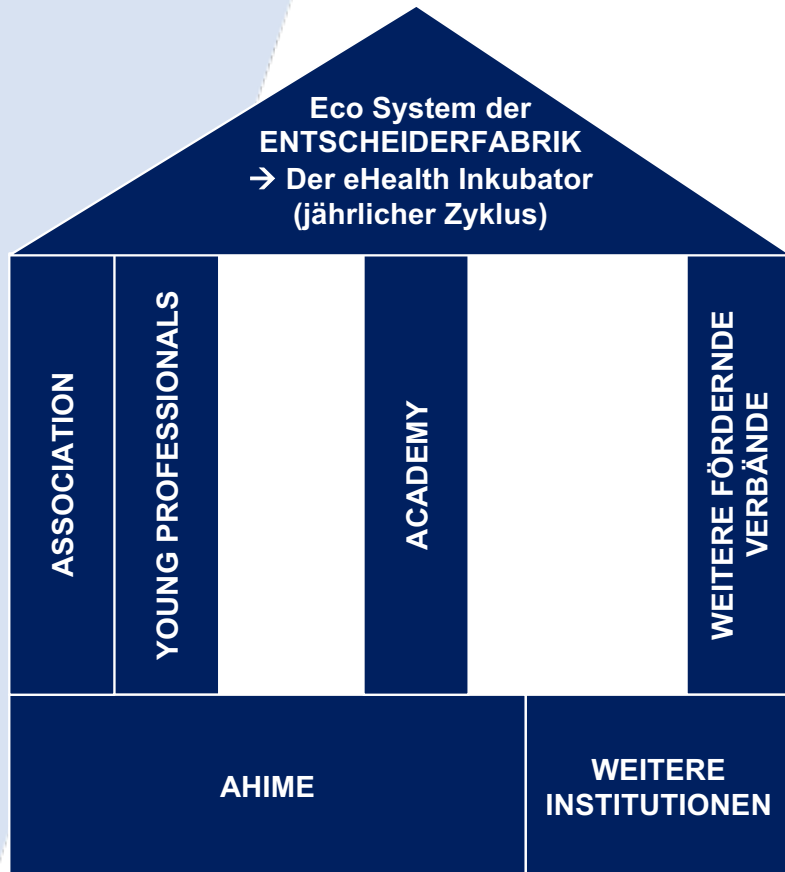 Eco System der
ENTSCHEIDERFABRIK
→ Der eHealth Inkubator
(jährlicher Zyklus)
ASSOCIATION
YOUNG PROFESSIONALS
ACADEMY
WEITERE FÖRDERNDE
VERBÄNDE
AHIME
WEITERE
INSTITUTIONEN